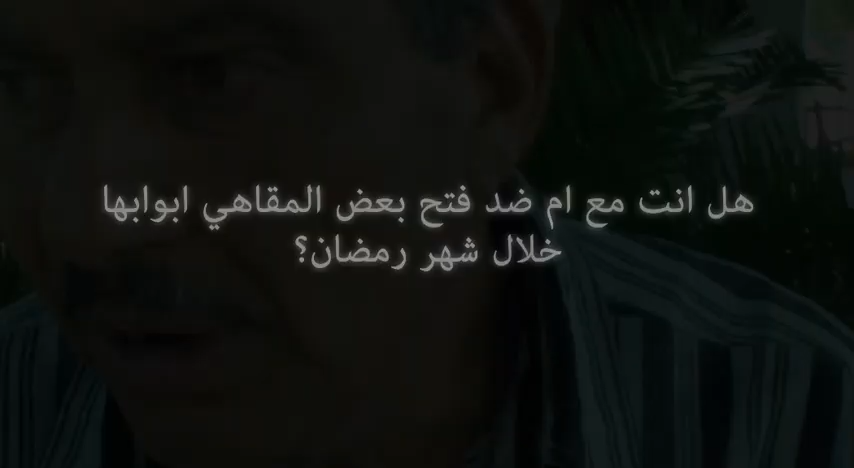 هل انت مع ام ضد فتح بعض المقاهي ابوابها
خلال شهر رمضان؟